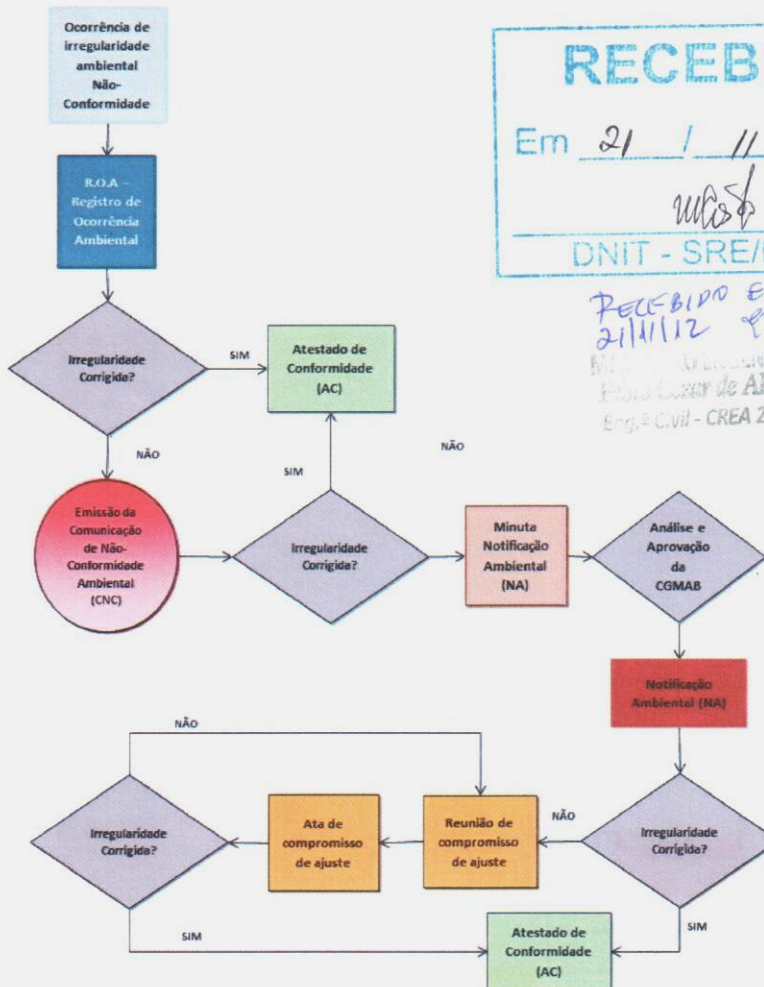 Ocorrência de
irregularidade
ambiental
Não-
Conformidade
RECEB
Em 21 / 11
DNIT - SRE/
RECEBIDO E
21/11/12
de
Eng.º Civil - CREA 2
R.O.A –
Registro de
Ocorrência
Ambiental
Irregularidade
Corrigida?
SIM
Atestado de
Conformidade
(AC)
NÃO
SIM
NÃO
Emissão da
Comunicação
de Não-
Conformidade
Ambiental
(CNC)
Irregularidade
Corrigida?
Minuta
Notificação
Ambiental
(NA)
Análise e
Aprovação
da
CGMAB
Notificação
Ambiental (NA)
NÃO
Irregularidade
Corrigida?
Ata de
compromisso
de ajuste
Reunião de
compromisso
de ajuste
NÃO
Irregularidade
Corrigida?
SIM
Atestado de
Conformidade
(AC)
SIM